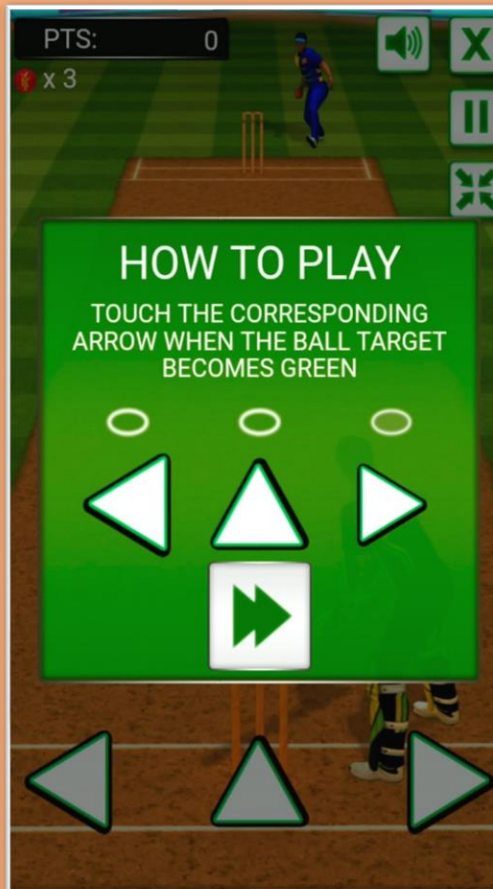 PTS: 0
x 3
X
HOW TO PLAY
TOUCH THE CORRESPONDING
ARROW WHEN THE BALL TARGET
BECOMES GREEN